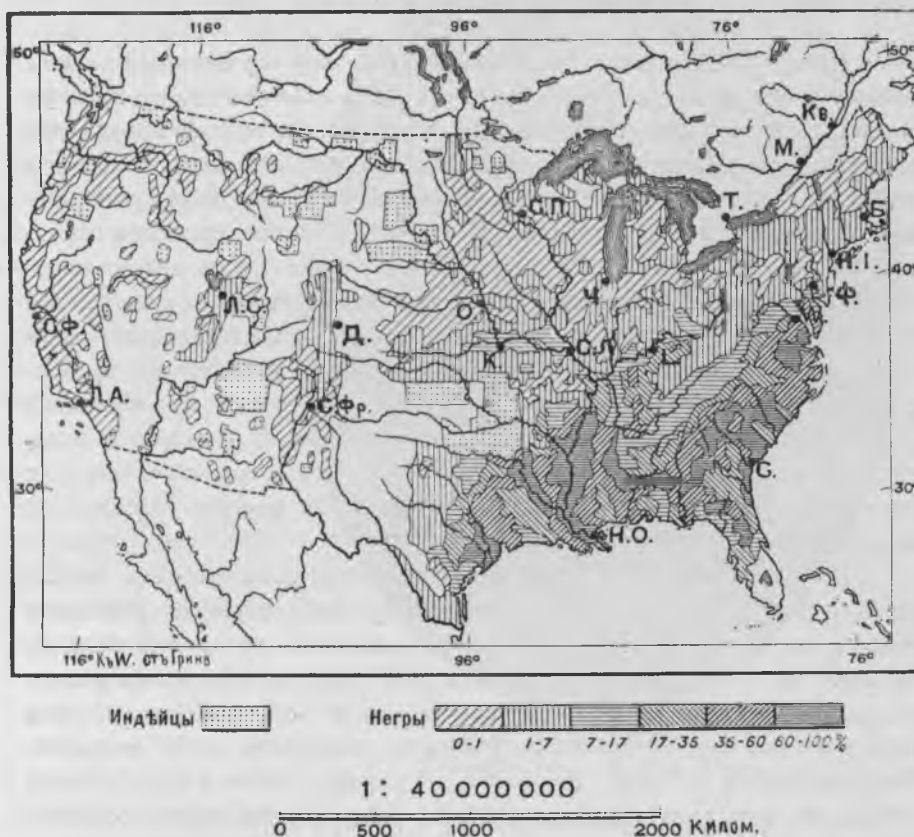 116° 96° 76°
50° 50°
Кв.
М.
С.П. Т. Б.
Н.І.
40°
Ч. Ф.
Л.С. О. W.
С.Ф. Д.
К. С.Л. L.
Л.А. С.Фр.
С.
30° 30°
Н.О.
116° КъW. отъ Гринв 96° 76°
Индѣйцы Негры
0-1 1-7 7-17 17-35 35-60 60-100%
1: 40 000 000
0 500 1000 2000 Килом.